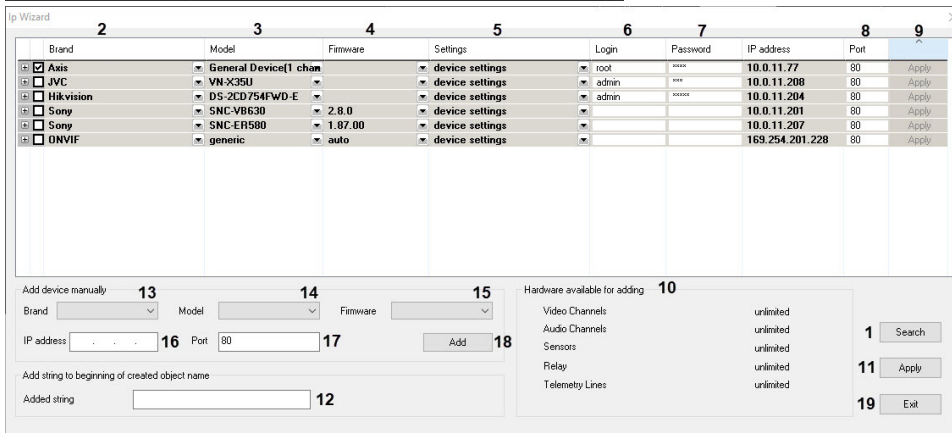 Ip Wizard
2 3 4 5 6 7 8 9
Brand Model Firmware Settings Login Password IP address Port
Axis General Device(1 chan device settings root xxxx 10.0.11.77 80 Apply
JVC VN-X35U device settings admin xxx 10.0.11.208 80 Apply
Hikvision DS-2CD754FWD-E device settings admin xxxxx 10.0.11.204 80 Apply
Sony SNC-VB630 2.8.0 device settings 10.0.11.201 80 Apply
Sony SNC-ER580 1.87.00 device settings 10.0.11.207 80 Apply
ONVIF generic auto device settings 169.254.201.228 80 Apply
Add device manually 13 14 15
Brand Model Firmware
IP address . . . 16 Port 80 17 Add 18
Add string to beginning of created object name
Added string 12
Hardware available for adding 10
Video Channels unlimited
Audio Channels unlimited
Sensors unlimited
Relay unlimited
Telemetry Lines unlimited
1 Search
11 Apply
19 Exit